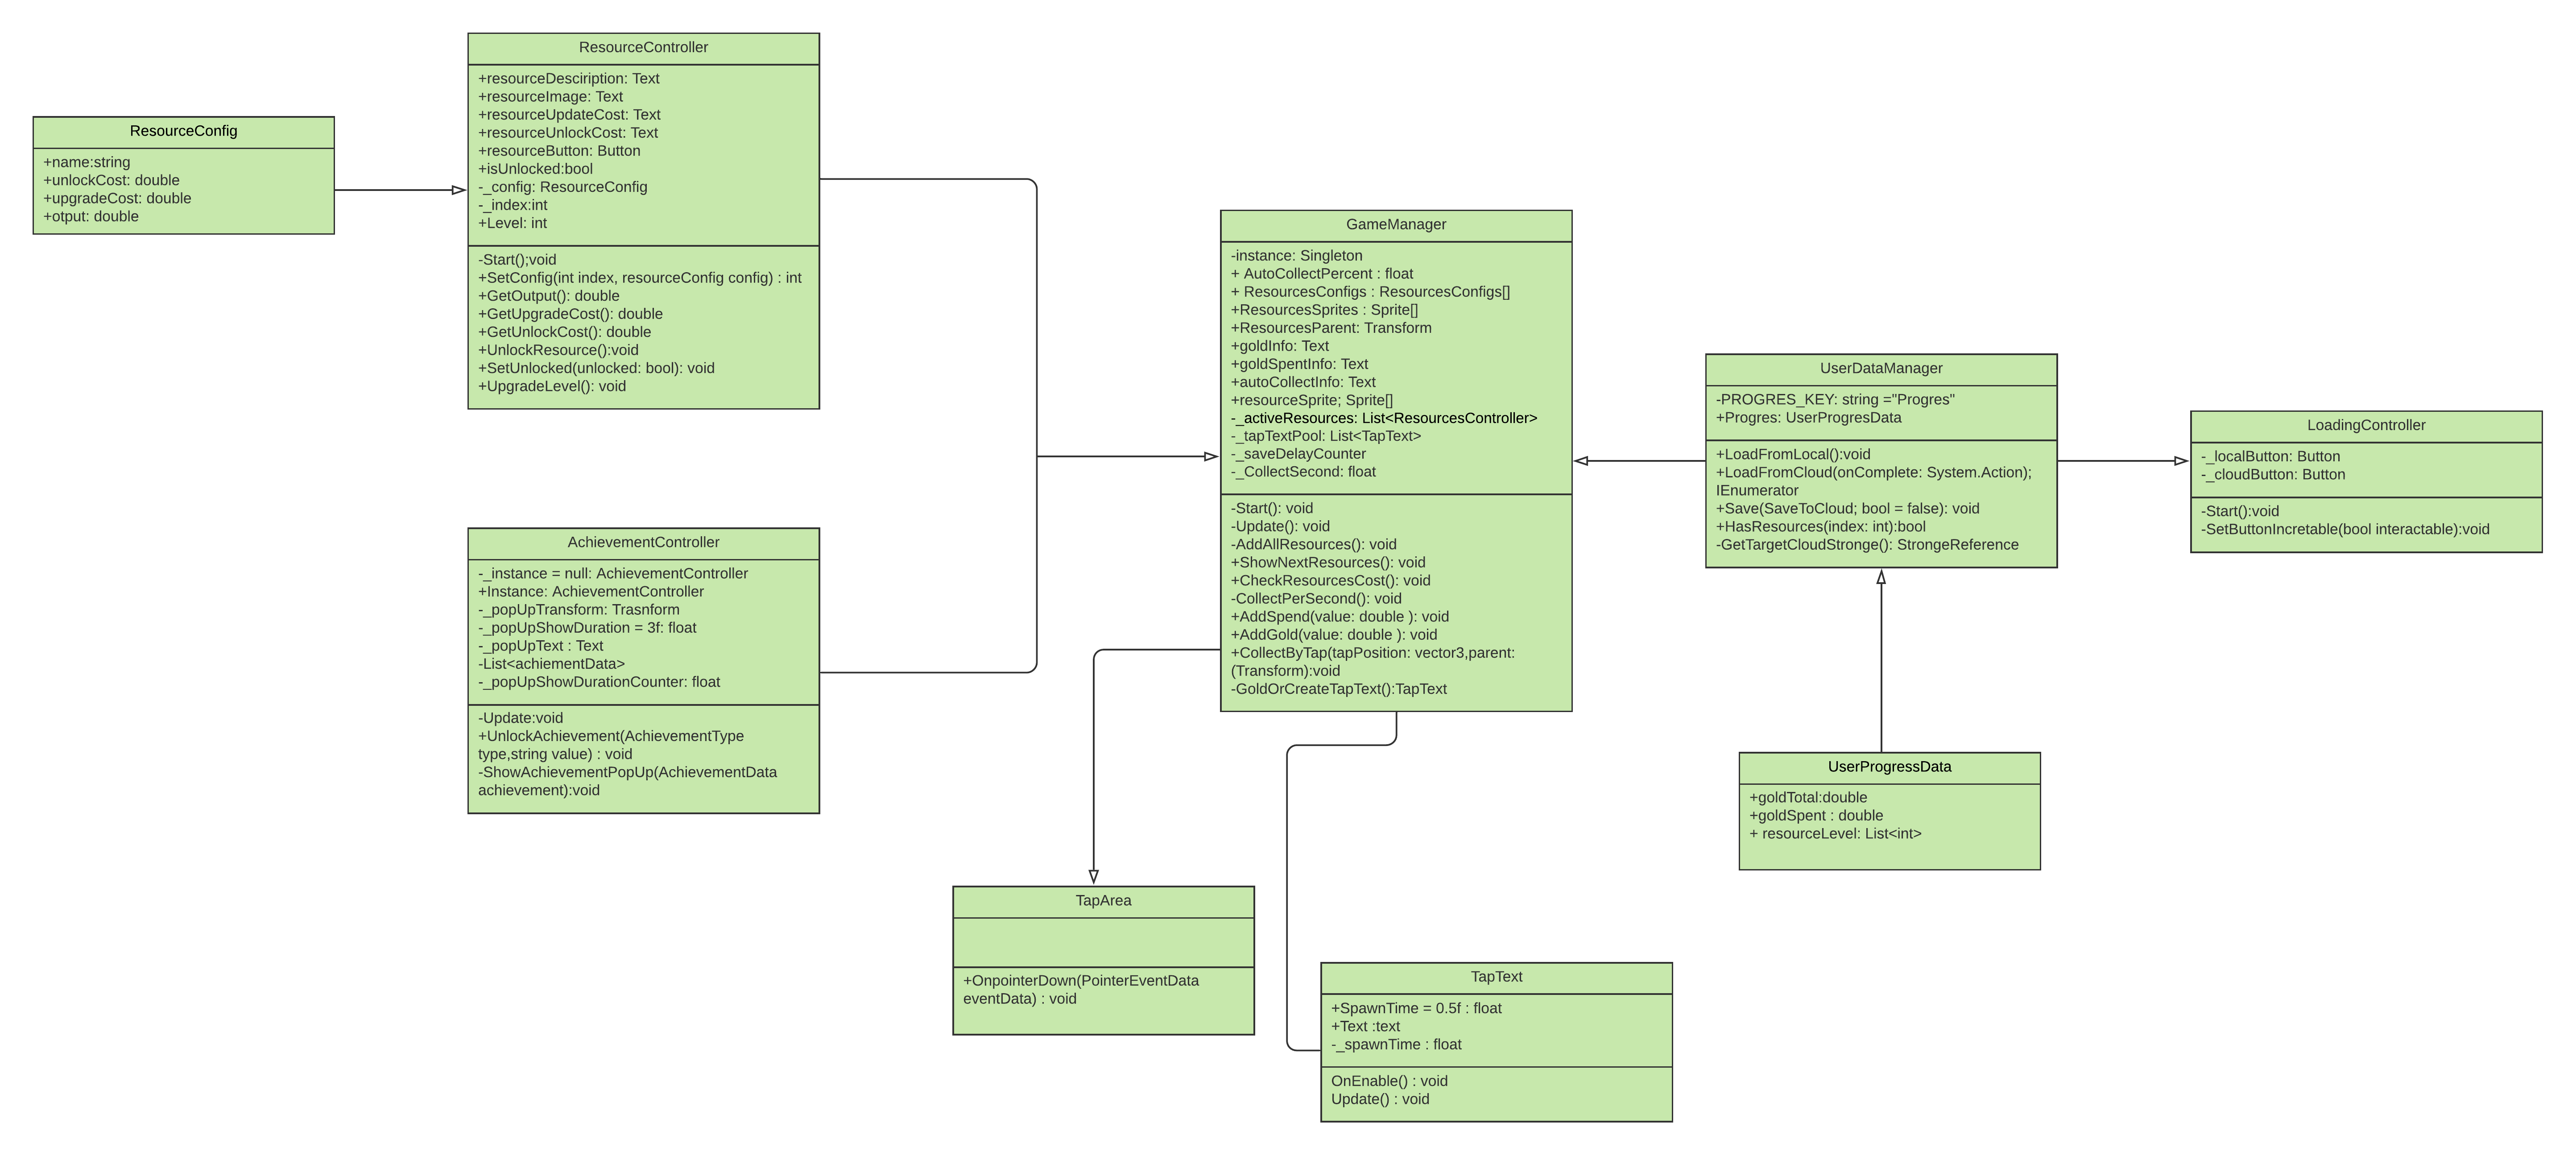 ResourceConfig
+name:string
+unlockCost: double
+upgradeCost: double
+otput: double
ResourceController
+resourceDesciription: Text
+resourceImage: Text
+resourceUpdateCost: Text
+resourceUnlockCost: Text
+resourceButton: Button
+isUnlocked:bool
-_config: ResourceConfig
-_index:int
+Level: int
-Start();void
+SetConfig(int index, resourceConfig config) : int
+GetOutput(): double
+GetUpgradeCost(): double
+GetUnlockCost(): double
+UnlockResource():void
+SetUnlocked(unlocked: bool): void
+UpgradeLevel(): void
AchievementController
-_instance = null: AchievementController
+Instance: AchievementController
-_popUpTransform: Trasnform
-_popUpShowDuration = 3f: float
-_popUpText : Text
-List<achiementData>
-_popUpShowDurationCounter: float
-Update:void
+UnlockAchievement(AchievementType
type,string value) : void
-ShowAchievementPopUp(AchievementData
achievement):void
GameManager
-instance: Singleton
+ AutoCollectPercent : float
+ ResourcesConfigs : ResourcesConfigs[]
+ResourcesSprites : Sprite[]
+ResourcesParent: Transform
+goldInfo: Text
+goldSpentInfo: Text
+autoCollectInfo: Text
+resourceSprite; Sprite[]
-_activeResources: List<ResourcesController>
-_tapTextPool: List<TapText>
-_saveDelayCounter
-_CollectSecond: float
-Start(): void
-Update(): void
-AddAllResources(): void
+ShowNextResources(): void
+CheckResourcesCost(): void
-CollectPerSecond(): void
+AddSpend(value: double ): void
+AddGold(value: double ): void
+CollectByTap(tapPosition: vector3,parent:
(Transform):void
-GoldOrCreateTapText():TapText
UserDataManager
-PROGRES_KEY: string ="Progres"
+Progres: UserProgresData
+LoadFromLocal():void
+LoadFromCloud(onComplete: System.Action);
IEnumerator
+Save(SaveToCloud; bool = false): void
+HasResources(index: int):bool
-GetTargetCloudStronge(): StrongeReference
LoadingController
-_localButton: Button
-_cloudButton: Button
-Start():void
-SetButtonIncretable(bool interactable):void
UserProgressData
+goldTotal:double
+goldSpent : double
+ resourceLevel: List<int>
TapArea
+OnpointerDown(PointerEventData
eventData) : void
TapText
+SpawnTime = 0.5f : float
+Text :text
-_spawnTime : float
OnEnable() : void
Update() : void